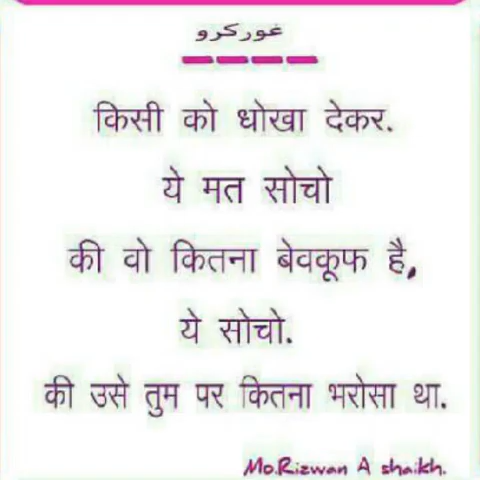 غورکرو
किसी को धोखा देकर.
ये मत सोचो
की वो कितना बेवकूफ है,
ये सोचो.
की उसे तुम पर कितना भरोसा था.
Mo.Rizwan A shaikh.